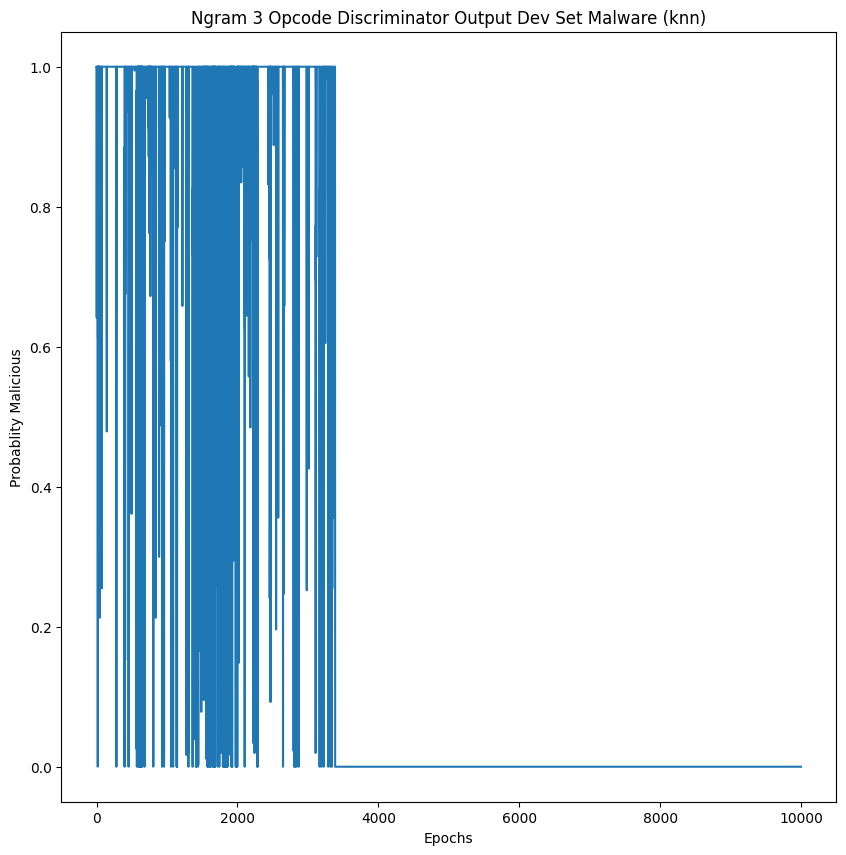 Ngram 3 Opcode Discriminator Output Dev Set Malware (knn)
1.0
0.8
0.6
0.4
0.2
0.0
Probablity Malicious
0 2000 4000 6000 8000 10000
Epochs